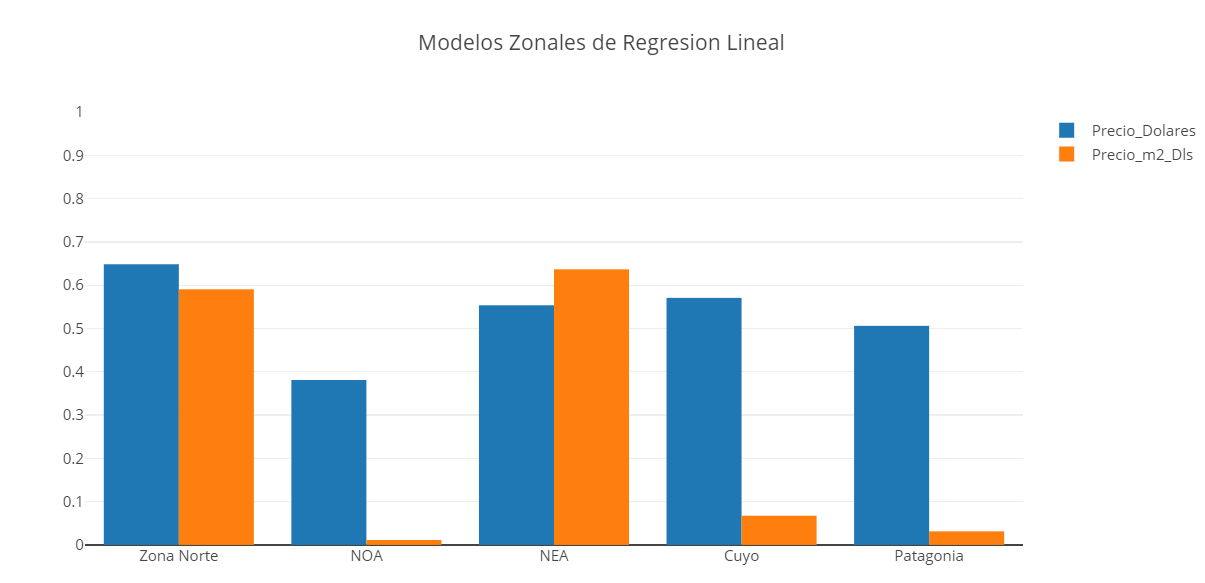 Modelos Zonales de Regresion Lineal
1
0.9
0.8
0.7
0.6
0.5
0.4
0.3
0.2
0.1
0
Zona Norte
NOA
NEA
Cuyo
Patagonia
Precio_Dolares
Precio_m2_Dls